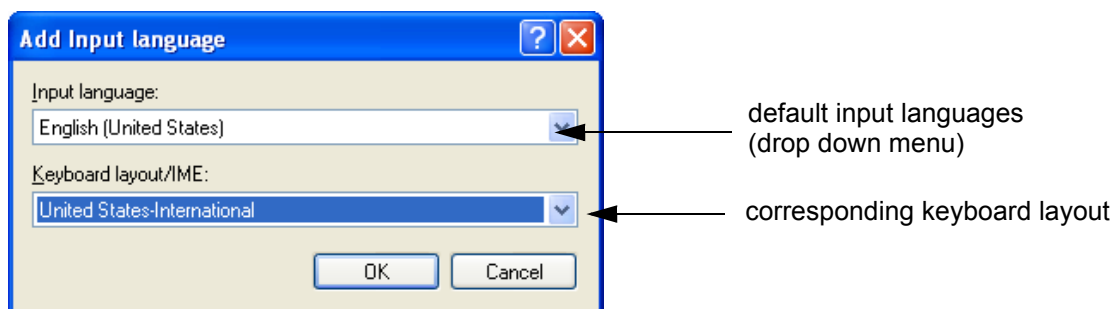 Add Input language
Input language:
English (United States)
Keyboard layout/IME:
United States-International
OK Cancel
default input languages
(drop down menu)
corresponding keyboard layout